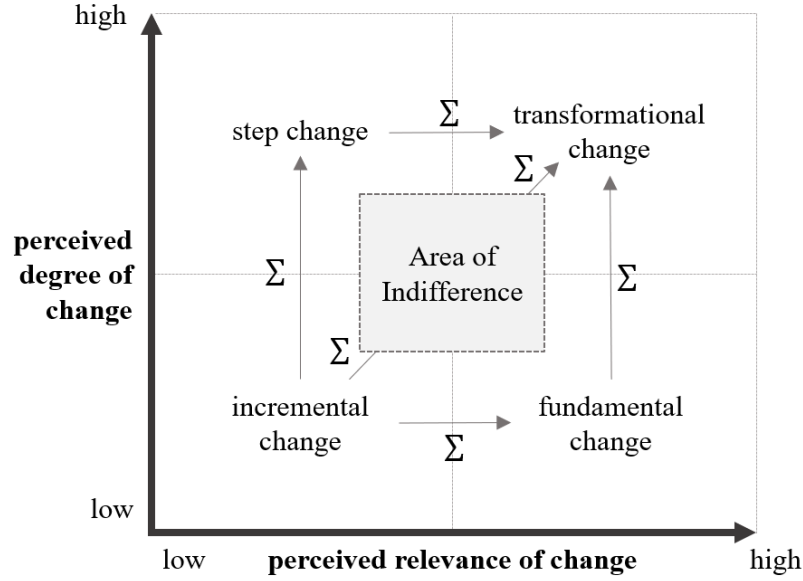 high
Σ
step change
transformational
change
Σ
perceived
degree of
change
Σ
Area of
Indifference
Σ
Σ
incremental
change
fundamental
change
Σ
low
low
perceived relevance of change
high